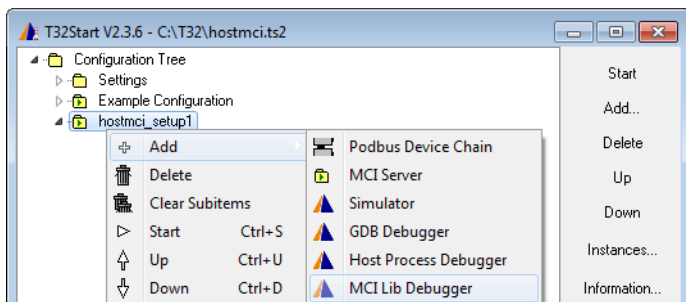 T32Start V2.3.6 - C:\T32\hostmci.ts2
Configuration Tree
Settings
Example Configuration
hostmci_setup1
Add
Delete
Clear Subitems
Start Ctrl+S
Up Ctrl+U
Down Ctrl+D
Podbus Device Chain
MCI Server
Simulator
GDB Debugger
Host Process Debugger
MCI Lib Debugger
Start
Add...
Delete
Up
Down
Instances...
Information...